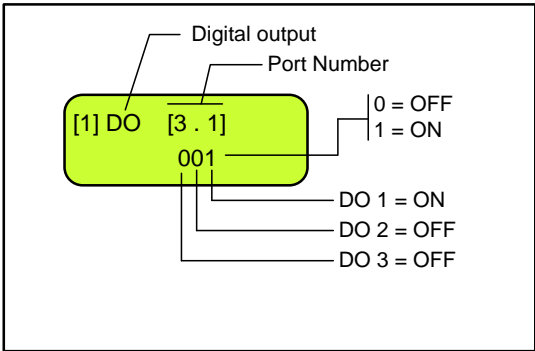 Digital output
Port Number
[1] DO [3 . 1]
001
0 = OFF
1 = ON
DO 1 = ON
DO 2 = OFF
DO 3 = OFF